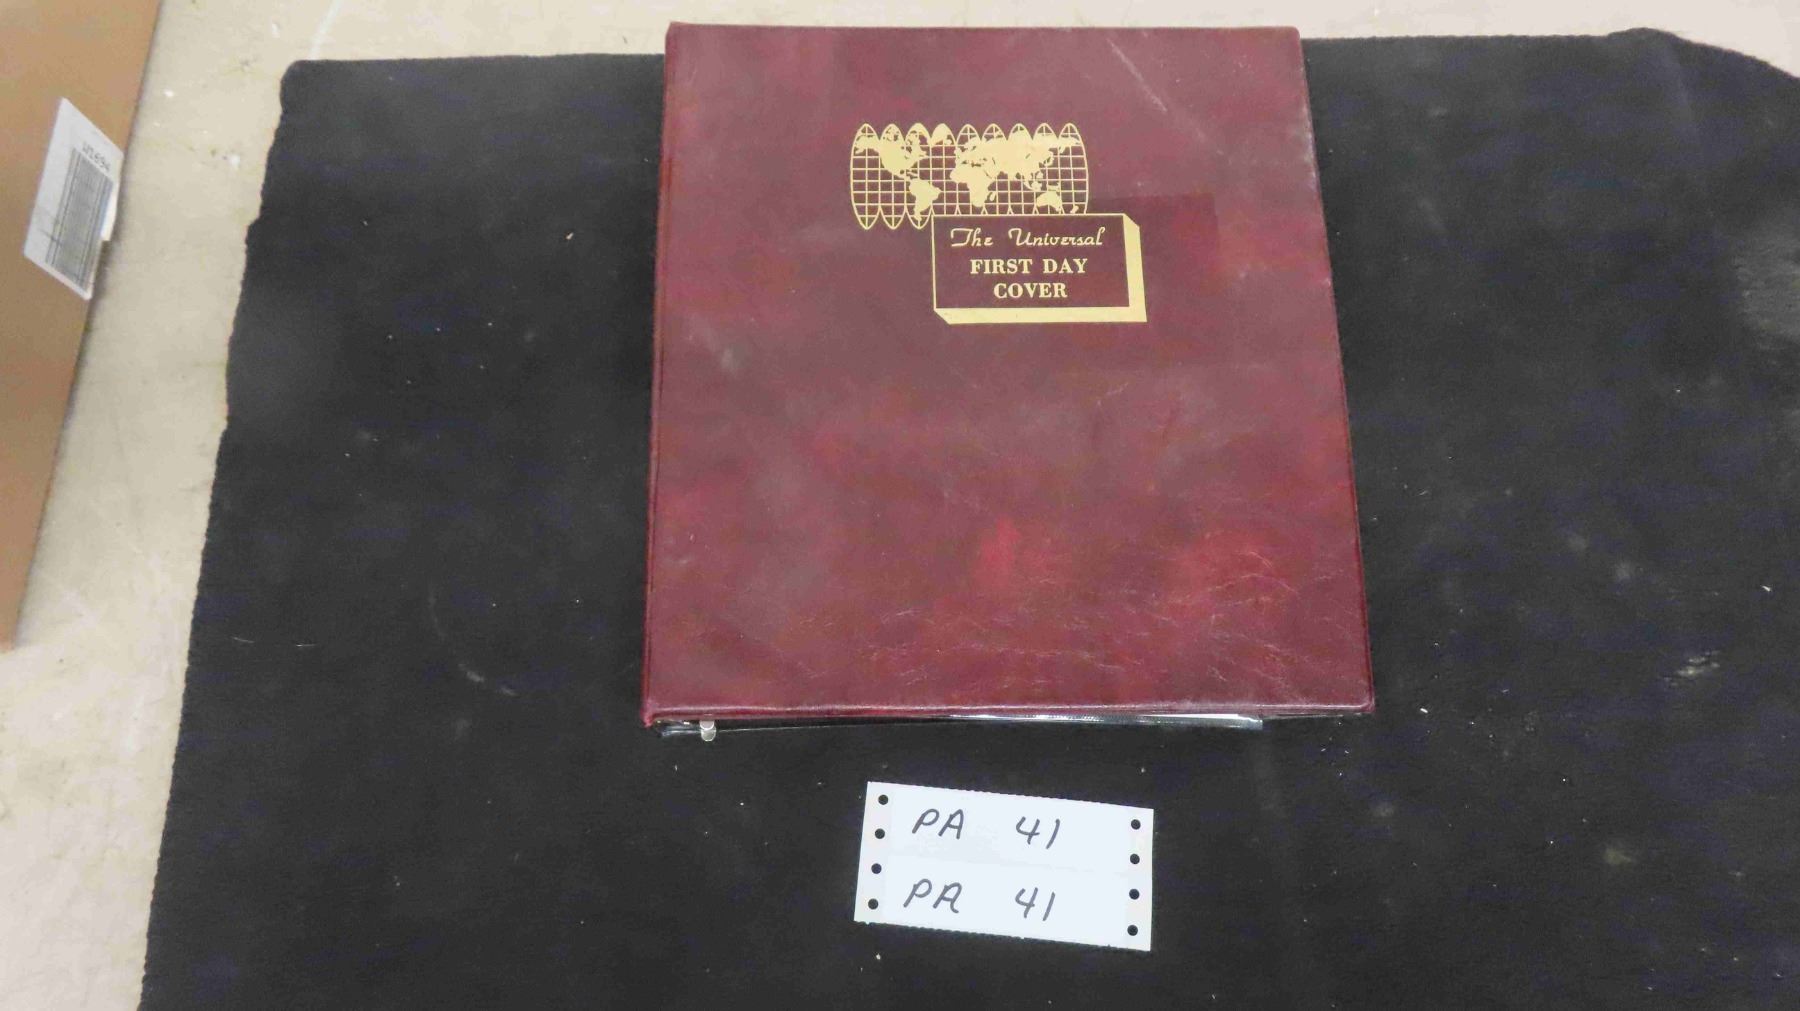 The Universal
FIRST DAY
COVER
PA 41
PA 41